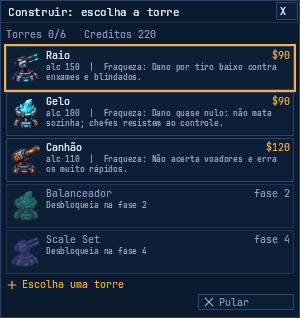 Construir: escolha a torre
X
Torres 0/6 Creditos 220
Raio $90
alc 150 | Fraqueza: Dano por tiro baixo contra
enxames e blindados.
Gelo $90
alc 100 | Fraqueza: Dano quase nulo: não mata
sozinha; chefes resistem ao controle.
Canhão $120
alc 110 | Fraqueza: Não acerta voadores e erra
os muito rápidos.
Balanceador fase 2
Desbloqueia na fase 2
Scale Set fase 4
Desbloqueia na fase 4
+ Escolha uma torre
Pular